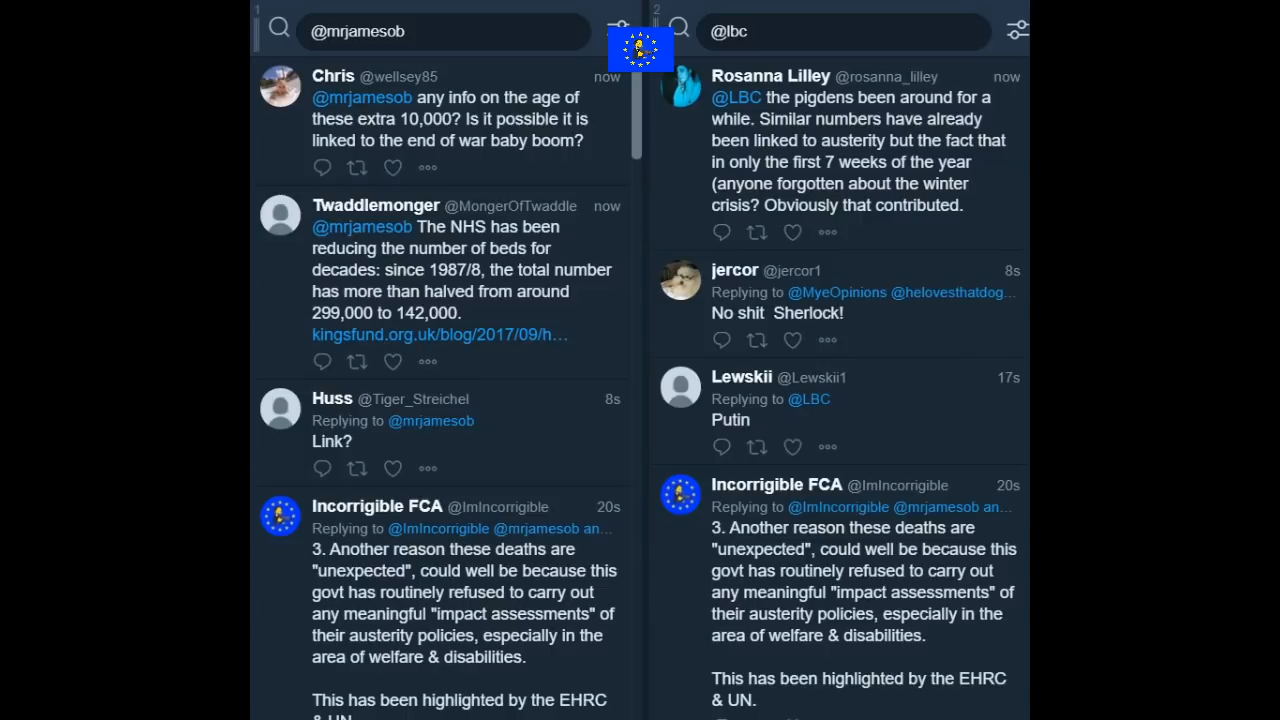 1
@mrjamesob
Chris @wellsey85 now
@mrjamesob any info on the age of
these extra 10,000? Is it possible it is
linked to the end of war baby boom?
Twaddlemonger @MongerOfTwaddle now
@mrjamesob The NHS has been
reducing the number of beds for
decades: since 1987/8, the total number
has more than halved from around
299,000 to 142,000.
kingsfund.org.uk/blog/2017/09/h…
Huss @Tiger_Streichel 8s
Replying to @mrjamesob
Link?
Incorrigible FCA @ImIncorrigible 20s
Replying to @ImIncorrigible @mrjamesob an…
3. Another reason these deaths are
"unexpected", could well be because this
govt has routinely refused to carry out
any meaningful "impact assessments" of
their austerity policies, especially in the
area of welfare & disabilities.
This has been highlighted by the EHRC
& UN.
2
@lbc
Rosanna Lilley @rosanna_lilley now
@LBC the pigdens been around for a
while. Similar numbers have already
been linked to austerity but the fact that
in only the first 7 weeks of the year
(anyone forgotten about the winter
crisis? Obviously that contributed.
jercor @jercor1 8s
Replying to @MyeOpinions @helovesthatdog…
No shit Sherlock!
Lewskii @Lewskii1 17s
Replying to @LBC
Putin
Incorrigible FCA @ImIncorrigible 20s
Replying to @ImIncorrigible @mrjamesob an…
3. Another reason these deaths are
"unexpected", could well be because this
govt has routinely refused to carry out
any meaningful "impact assessments" of
their austerity policies, especially in the
area of welfare & disabilities.
This has been highlighted by the EHRC
& UN.